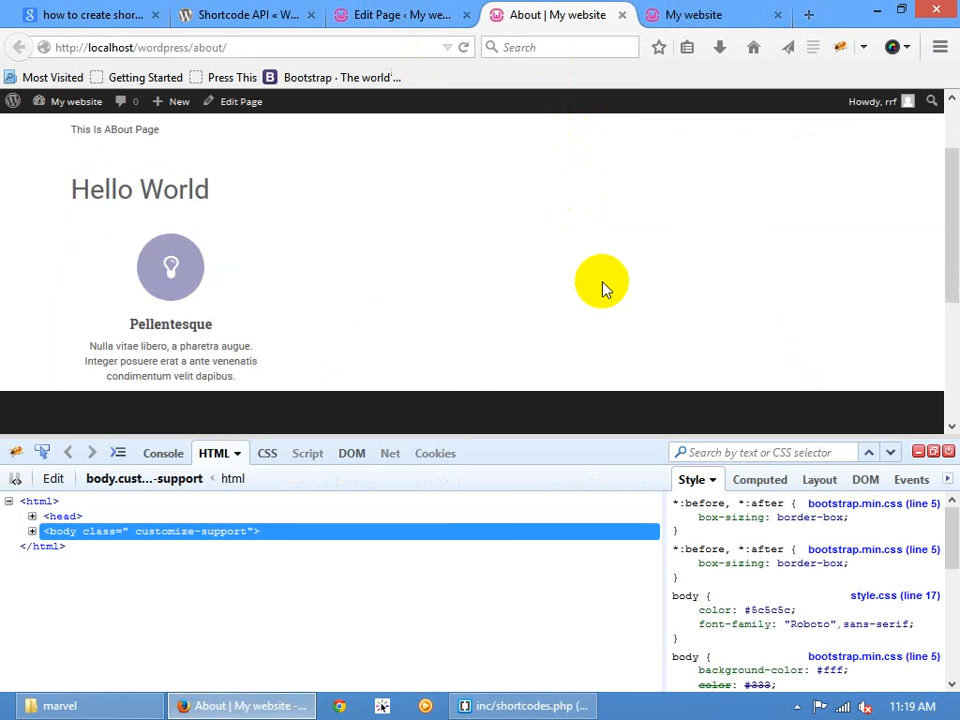 how to create shor...
Shortcode API « W...
Edit Page ‹ My we...
About | My website
My website
http://localhost/wordpress/about/
Search
Most Visited
Getting Started
Press This
Bootstrap · The world'...
My website
0
New
Edit Page
Howdy, rrf
This Is ABout Page
Hello World
Pellentesque
Nulla vitae libero, a pharetra augue.
Integer posuere erat a ante venenatis
condimentum velit dapibus.
Console
HTML
CSS
Script
DOM
Net
Cookies
Search by text or CSS selector
Edit
body.cust...-support
html
Style
Computed
Layout
DOM
Events
<html>
<head>
<body class=" customize-support">
</html>
*:before, *:after {
bootstrap.min.css (line 5)
box-sizing: border-box;
}
*:before, *:after {
bootstrap.min.css (line 5)
box-sizing: border-box;
}
body {
style.css (line 17)
color: #5c5c5c;
font-family: "Roboto",sans-serif;
}
body {
bootstrap.min.css (line 5)
background-color: #fff;
color: #333;
marvel
About | My website -...
inc/shortcodes.php (...
11:19 AM